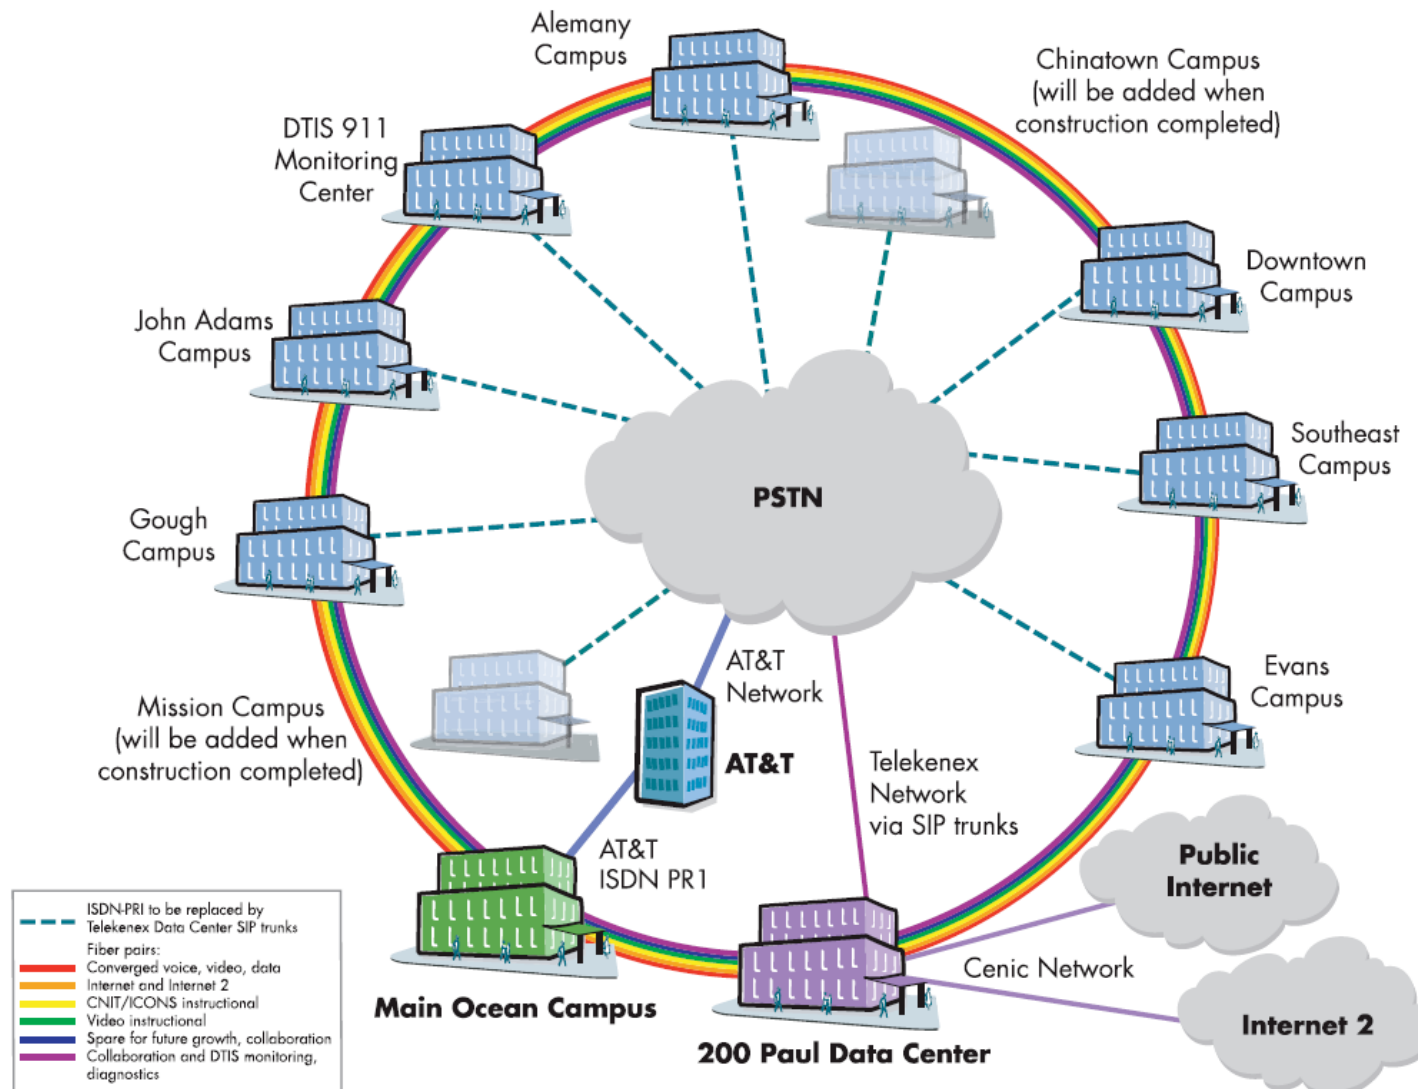 Alemany
Campus
Chinatown Campus
(will be added when
construction completed)
DTIS 911
Monitoring
Center
Downtown
Campus
John Adams
Campus
Southeast
Campus
PSTN
Gough
Campus
Evans
Campus
AT&T
Network
Mission Campus
(will be added when
construction completed)
AT&T
Telekenex
Network
via SIP trunks
AT&T
ISDN PR1
Public
Internet
Cenic Network
Internet 2
Main Ocean Campus
200 Paul Data Center
ISDN-PRI to be replaced by
Telekenex Data Center SIP trunks
Fiber pairs:
Converged voice, video, data
Internet and Internet 2
CNIT/ICONS instructional
Video instructional
Spare for future growth, collaboration
Collaboration and DTIS monitoring,
diagnostics